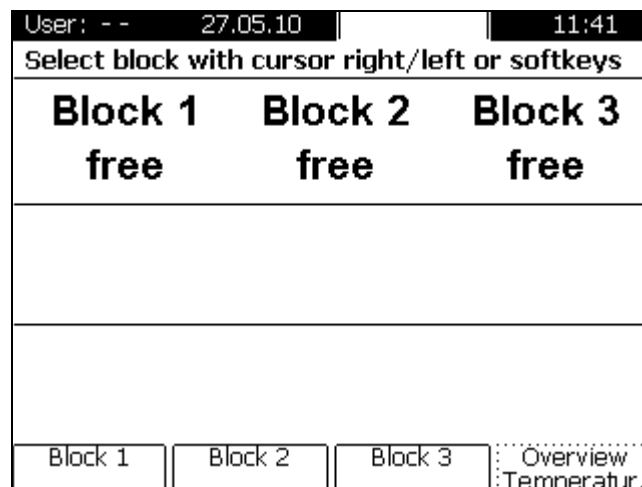 User: - - 27.05.10 11:41
Select block with cursor right/left or softkeys
Block 1 Block 2 Block 3
free free free
Block 1 Block 2 Block 3 Overview
Temperatur.